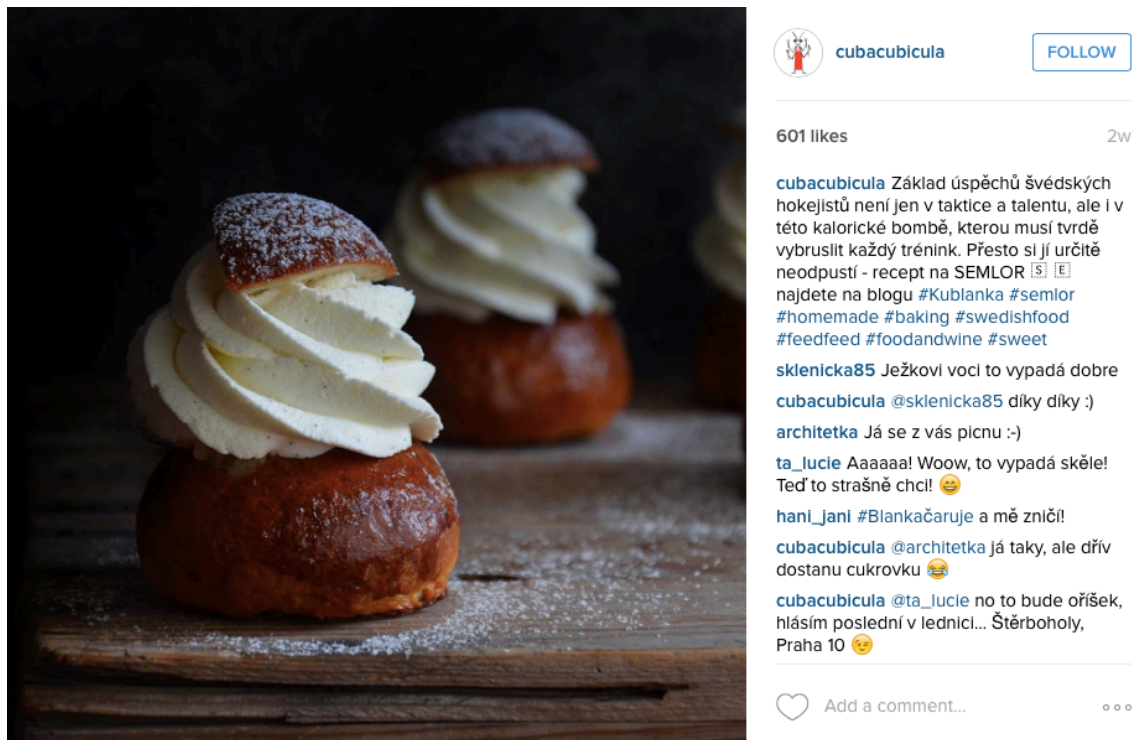 cubacubicula
FOLLOW
601 likes
2w
cubacubicula Základ úspěchů švédských
hokejistů není jen v taktice a talentu, ale i v
této kalorické bombě, kterou musí tvrdě
vybruslit každý trénink. Přesto si jí určitě
neodpustí - recept na SEMLOR 🇸 🇪
najdete na blogu #Kublanka #semlor
#homemade #baking #swedishfood
#feedfeed #foodandwine #sweet
sklenicka85 Ježkovi voci to vypadá dobre
cubacubicula @sklenicka85 díky díky :)
architetka Já se z vás picnu :-)
ta_lucie Aaaaaa! Woow, to vypadá skěle!
Teď to strašně chci! 😄
hani_jani #Blankačaruje a mě zničí!
cubacubicula @architetka já taky, ale dřív
dostanu cukrovku 😂
cubacubicula @ta_lucie no to bude oříšek,
hlásím poslední v lednici... Štěrboholy,
Praha 10 😉
Add a comment...